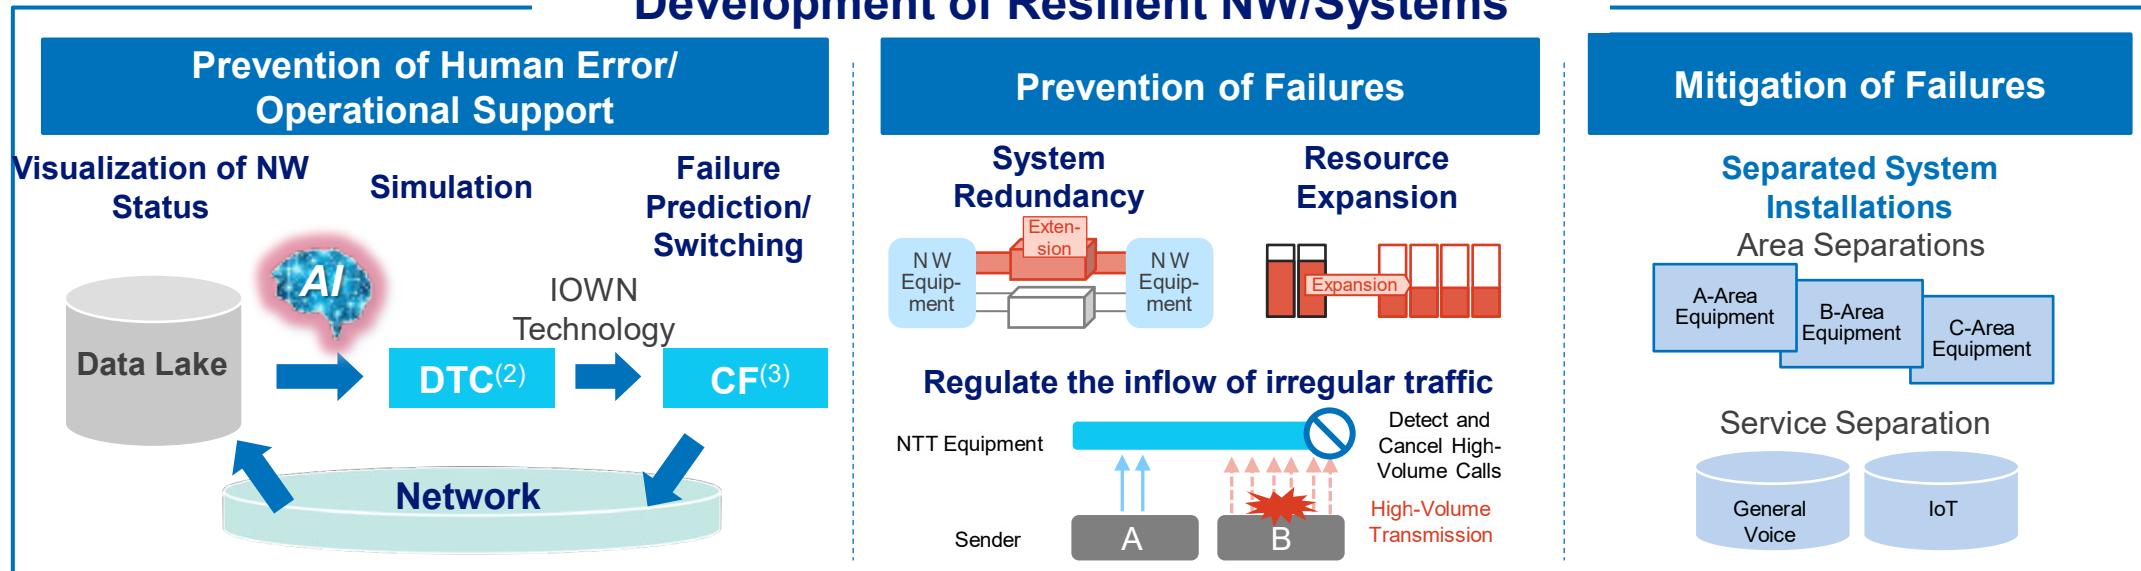 Development of Resilient NW/Systems
Prevention of Human Error/
Operational Support
Visualization of NW
Status
Simulation
Failure
Prediction/
Switching
AI
IOWN
Technology
Data Lake
DTC(2)
CF(3)
Network
Prevention of Failures
System
Redundancy
Exten-
sion
NW
Equip-
ment
NW
Equip-
ment
Resource
Expansion
Expansion
Regulate the inflow of irregular traffic
NTT Equipment
Detect and
Cancel High-
Volume Calls
High-Volume
Transmission
Sender
A
B
Mitigation of Failures
Separated System
Installations
Area Separations
A-Area
Equipment
B-Area
Equipment
C-Area
Equipment
Service Separation
General
Voice
IoT